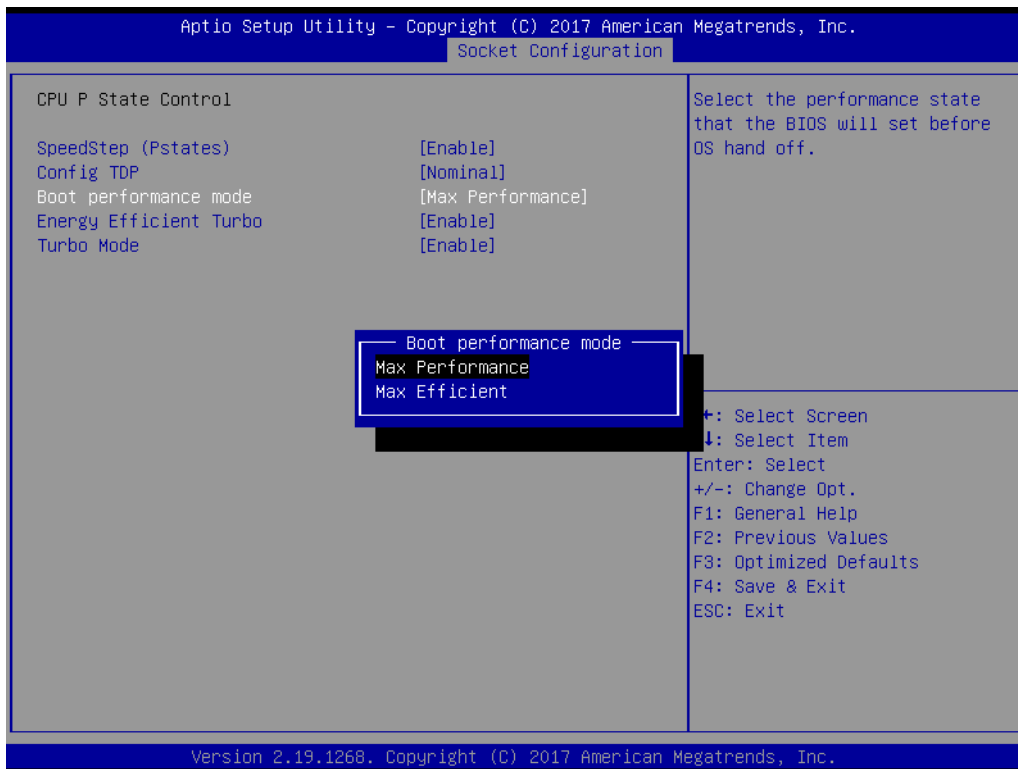 Aptio Setup Utility – Copyright (C) 2017 American Megatrends, Inc.
Socket Configuration
CPU P State Control
SpeedStep (Pstates) [Enable]
Config TDP [Nominal]
Boot performance mode [Max Performance]
Energy Efficient Turbo [Enable]
Turbo Mode [Enable]
Boot performance mode
Max Performance
Max Efficient
Select the performance state
that the BIOS will set before
OS hand off.
: Select Screen
: Select Item
Enter: Select
+/-: Change Opt.
F1: General Help
F2: Previous Values
F3: Optimized Defaults
F4: Save & Exit
ESC: Exit
Version 2.19.1268. Copyright (C) 2017 American Megatrends, Inc.